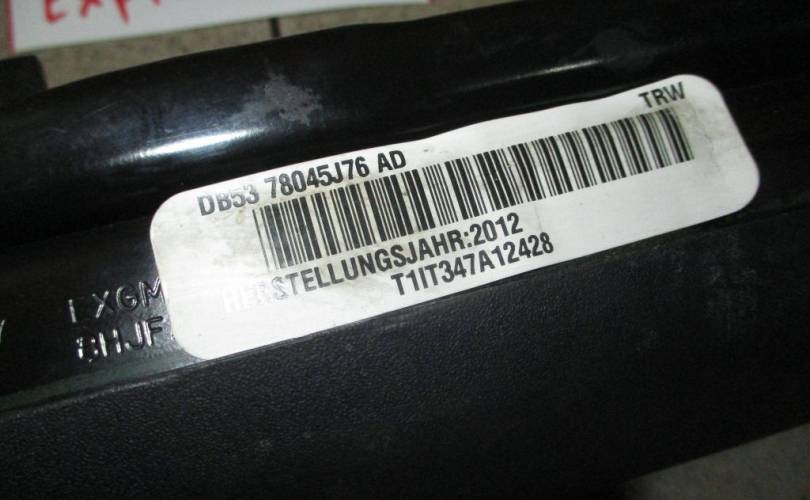 TRW
DB53 78045J76 AD
HERSTELLUNGSJAHR:2012
T1IT347A12428
EXGM
8HJF